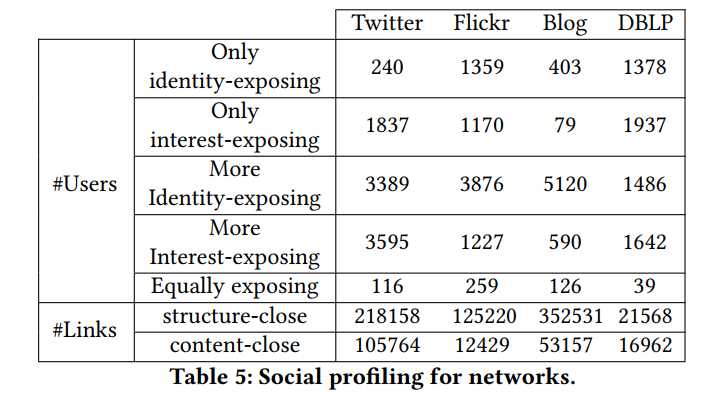 Twitter Flickr Blog DBLP
#Users
Only
identity-exposing 240 1359 403 1378
Only
interest-exposing 1837 1170 79 1937
More
Identity-exposing 3389 3876 5120 1486
More
Interest-exposing 3595 1227 590 1642
Equally exposing 116 259 126 39
#Links
structure-close 218158 125220 352531 21568
content-close 105764 12429 53157 16962
Table 5: Social profiling for networks.